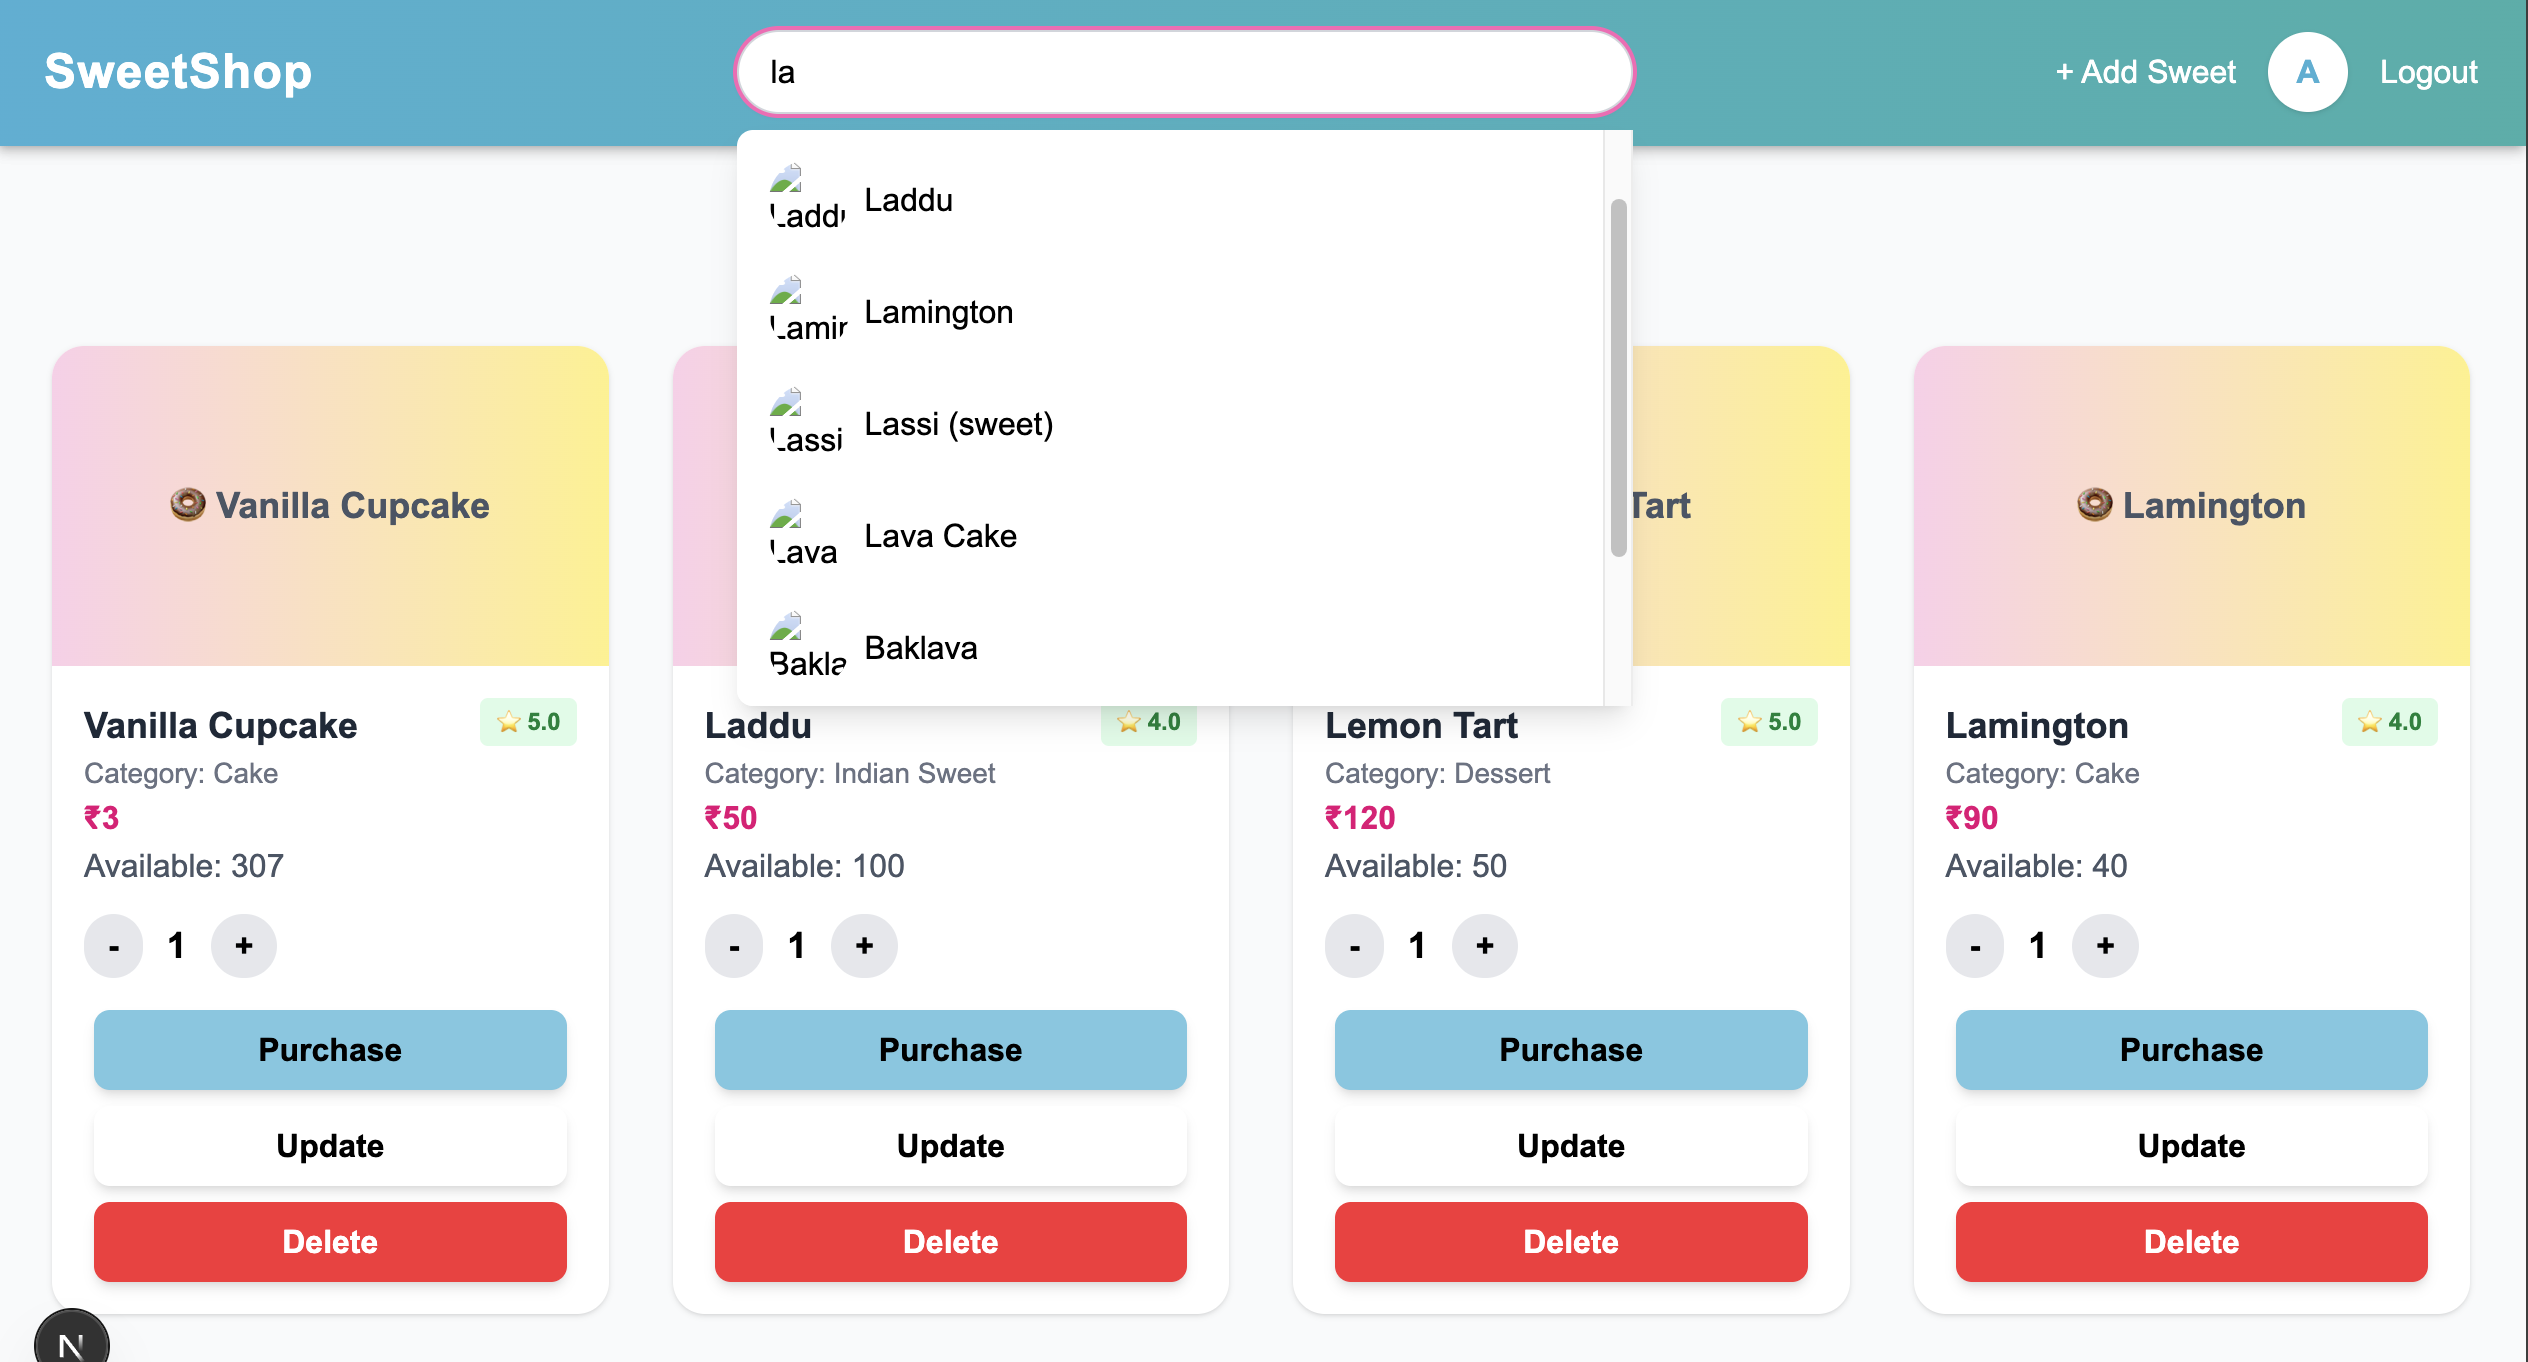 SweetShop
la
+ Add Sweet
A
Logout
Laddu
Laddu
Lamin
Lamington
Lassi
Lassi (sweet)
Lava
Lava Cake
Bakla
Baklava
Vanilla Cupcake
Tart
Lamington
Vanilla Cupcake
5.0
Category: Cake
₹3
Available: 307
- 1 +
Purchase
Update
Delete
Laddu
4.0
Category: Indian Sweet
₹50
Available: 100
- 1 +
Purchase
Update
Delete
Lemon Tart
5.0
Category: Dessert
₹120
Available: 50
- 1 +
Purchase
Update
Delete
Lamington
4.0
Category: Cake
₹90
Available: 40
- 1 +
Purchase
Update
Delete
N